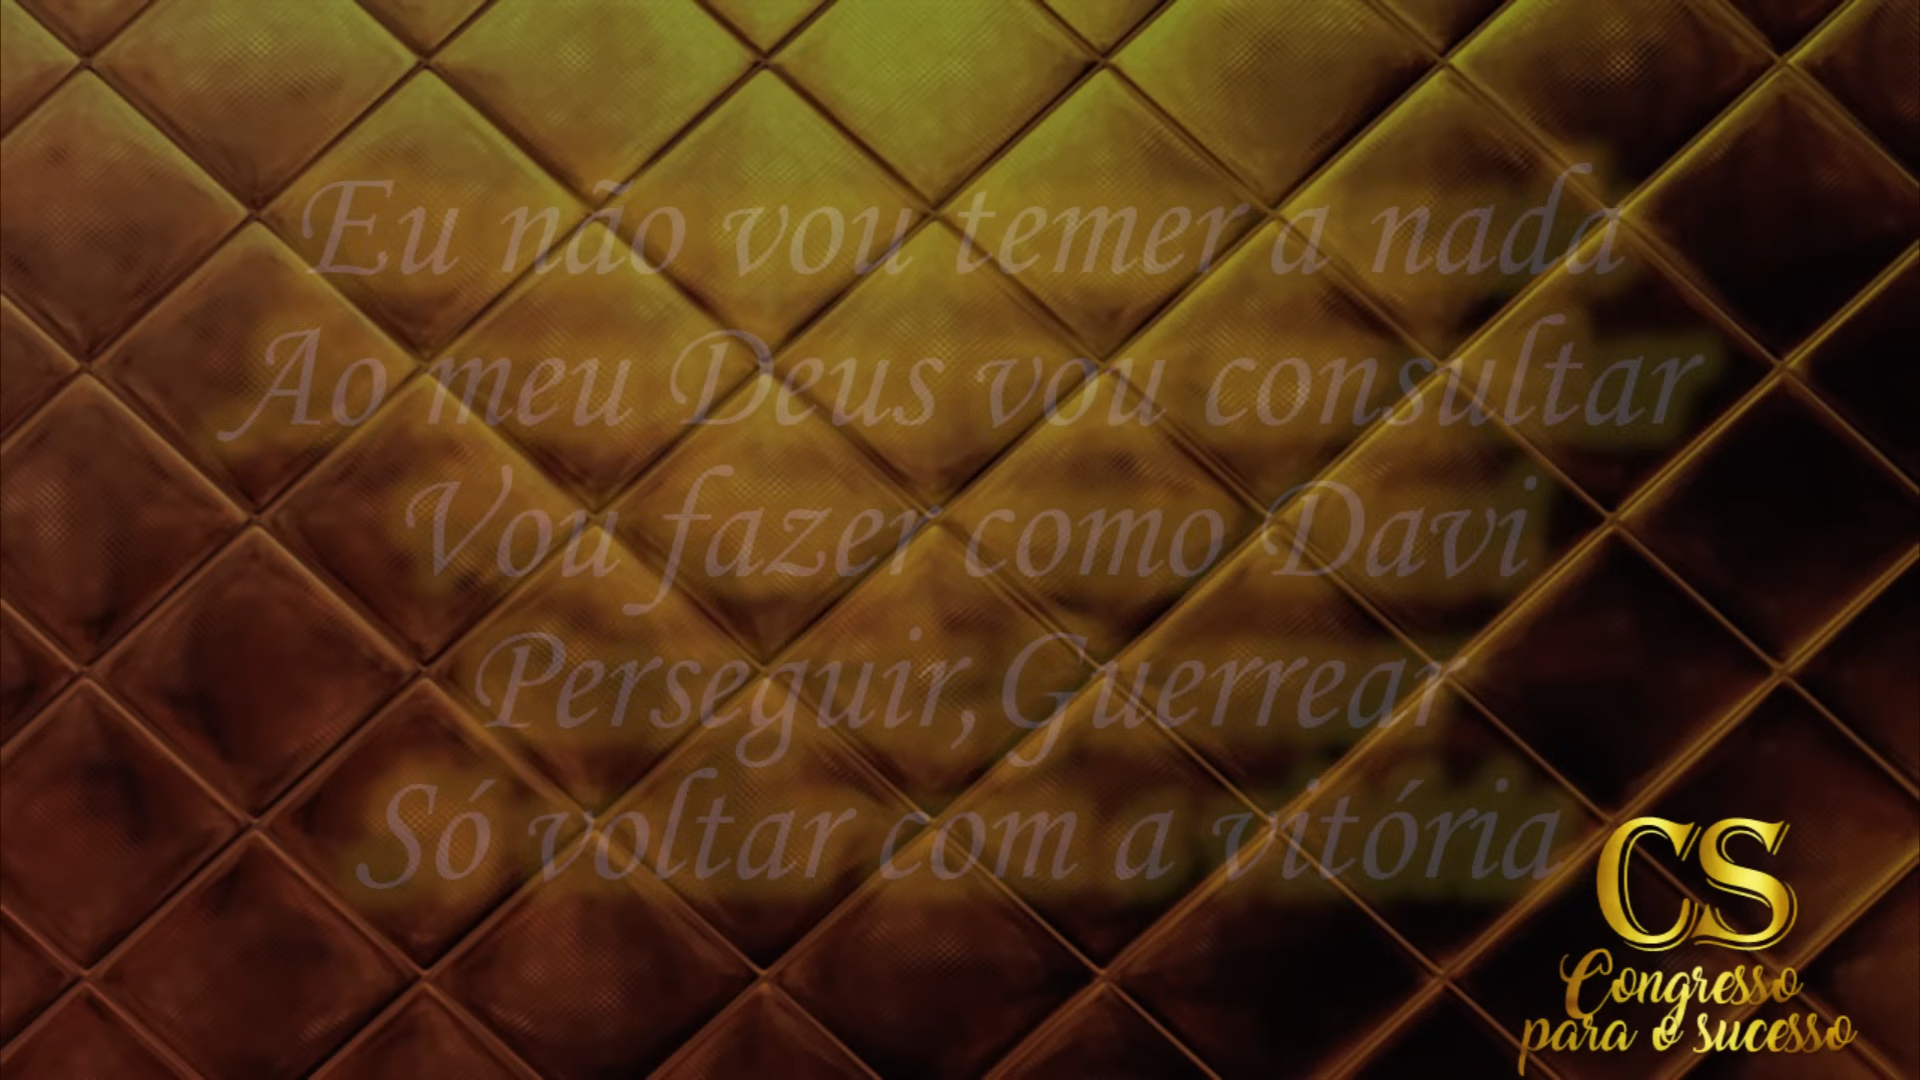 Eu não vou temer a nada
Ao meu Deus vou consultar
Vou fazer como Davi
Perseguir,Guerrear
Só voltar com a vitória
CS
Congresso
para o sucesso